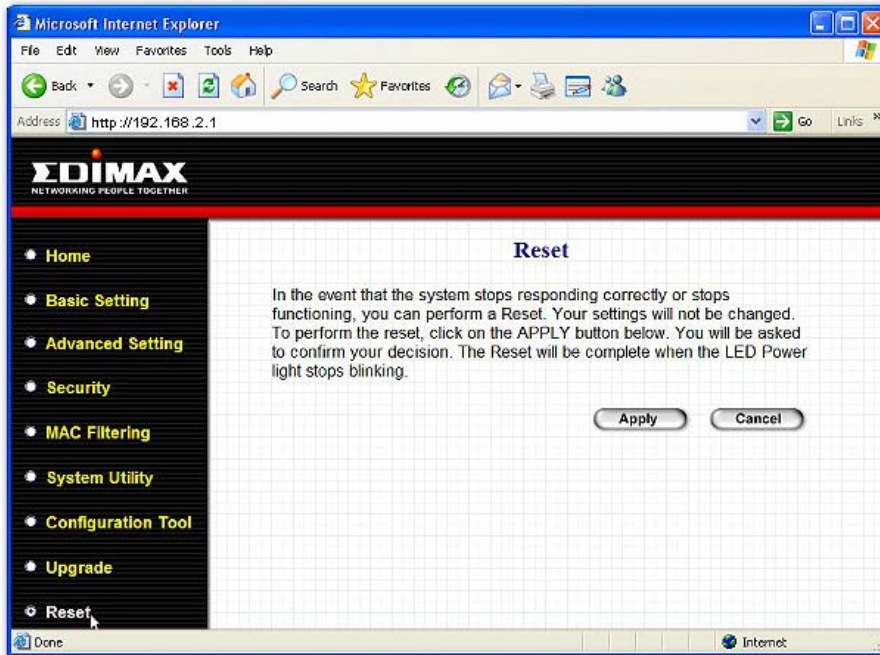 Microsoft Internet Explorer
File Edit View Favorites Tools Help
Back Search Favorites
Address http://192.168.2.1 Go Links »
EDIMAX
NETWORKING PEOPLE TOGETHER
Home
Basic Setting
Advanced Setting
Security
MAC Filtering
System Utility
Configuration Tool
Upgrade
Reset
Reset
In the event that the system stops responding correctly or stops
functioning, you can perform a Reset. Your settings will not be changed.
To perform the reset, click on the APPLY button below. You will be asked
to confirm your decision. The Reset will be complete when the LED Power
light stops blinking.
Apply Cancel
Done Internet